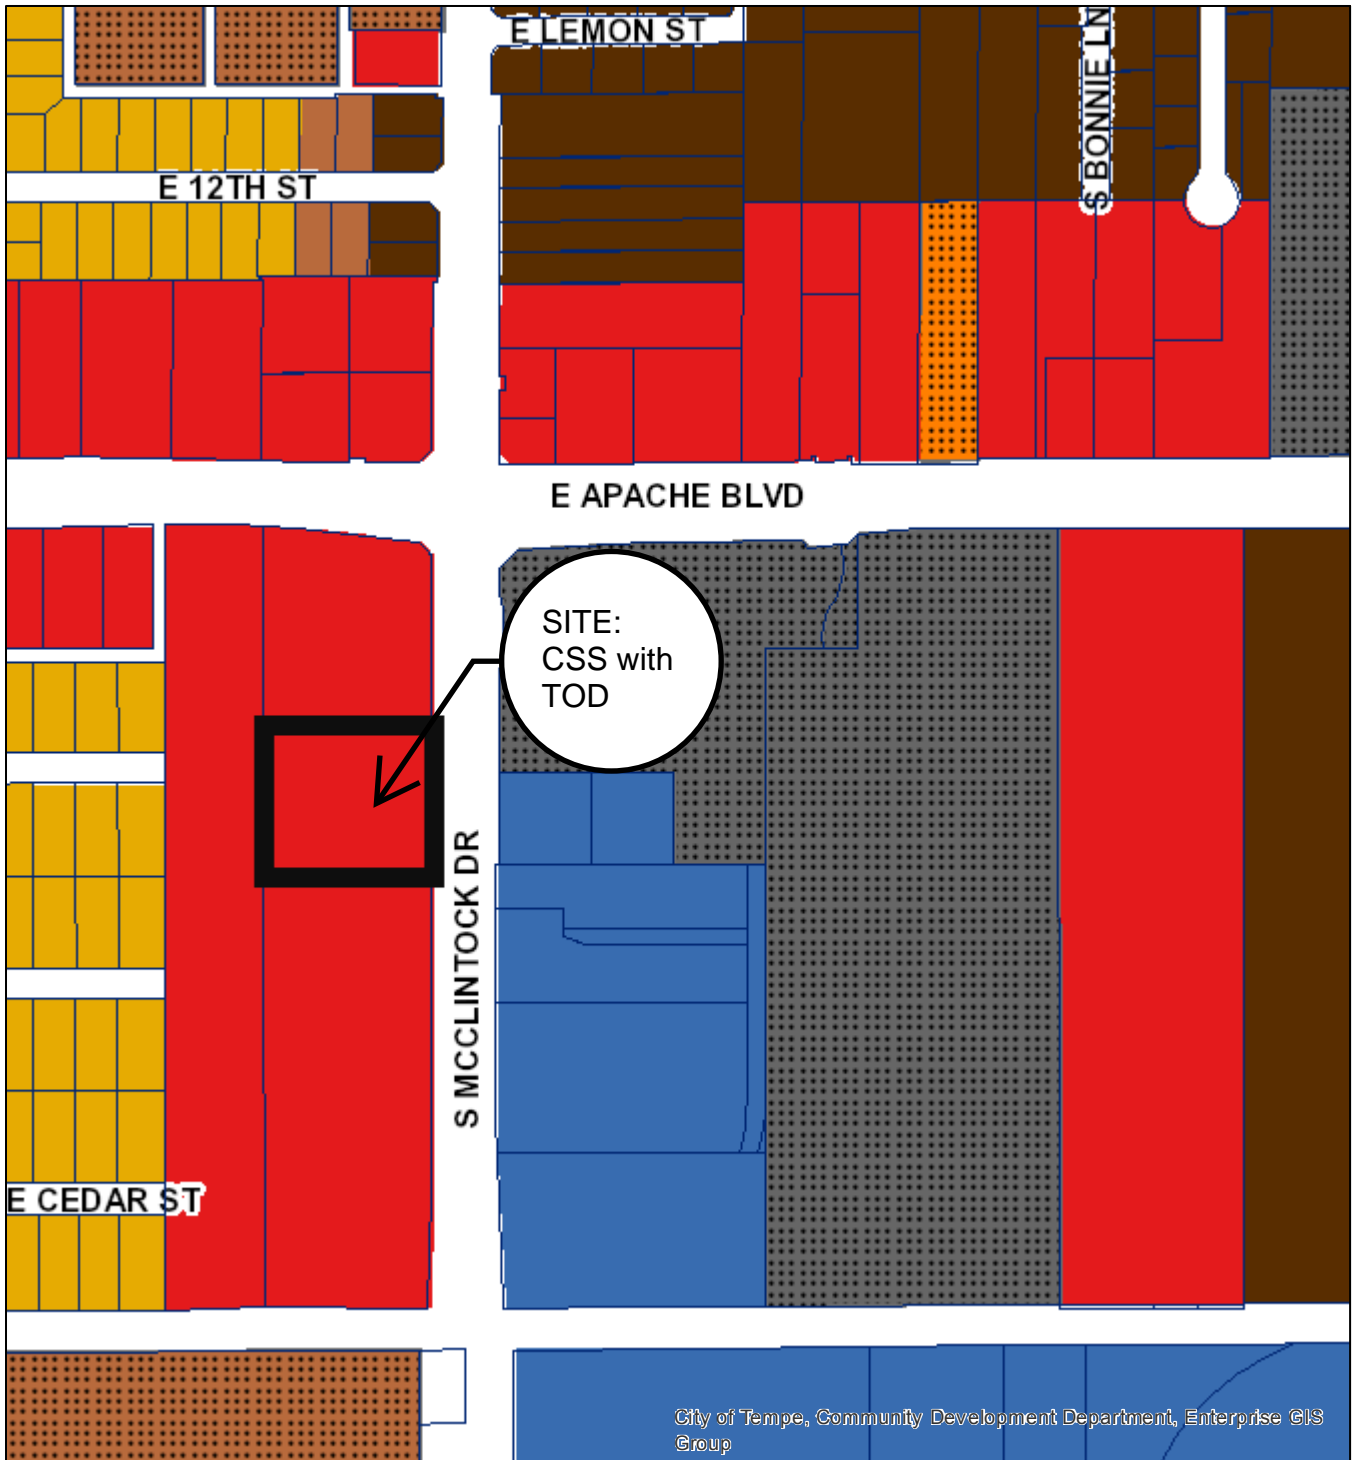 E LEMON ST
S BONNIE LN
E 12TH ST
E APACHE BLVD
SITE:
CSS with
TOD
S MCCLINTOCK DR
E CEDAR ST
City of Tempe, Community Development Department, Enterprise GIS
Group